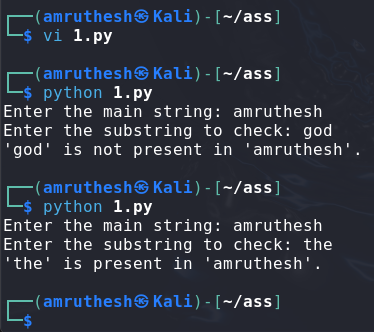 ┌──(amruthesh㉿Kali)-[~/ass]
└─$ vi 1.py
┌──(amruthesh㉿Kali)-[~/ass]
└─$ python 1.py
Enter the main string: amruthesh
Enter the substring to check: god
'god' is not present in 'amruthesh'.
┌──(amruthesh㉿Kali)-[~/ass]
└─$ python 1.py
Enter the main string: amruthesh
Enter the substring to check: the
'the' is present in 'amruthesh'.
┌──(amruthesh㉿Kali)-[~/ass]
└─$